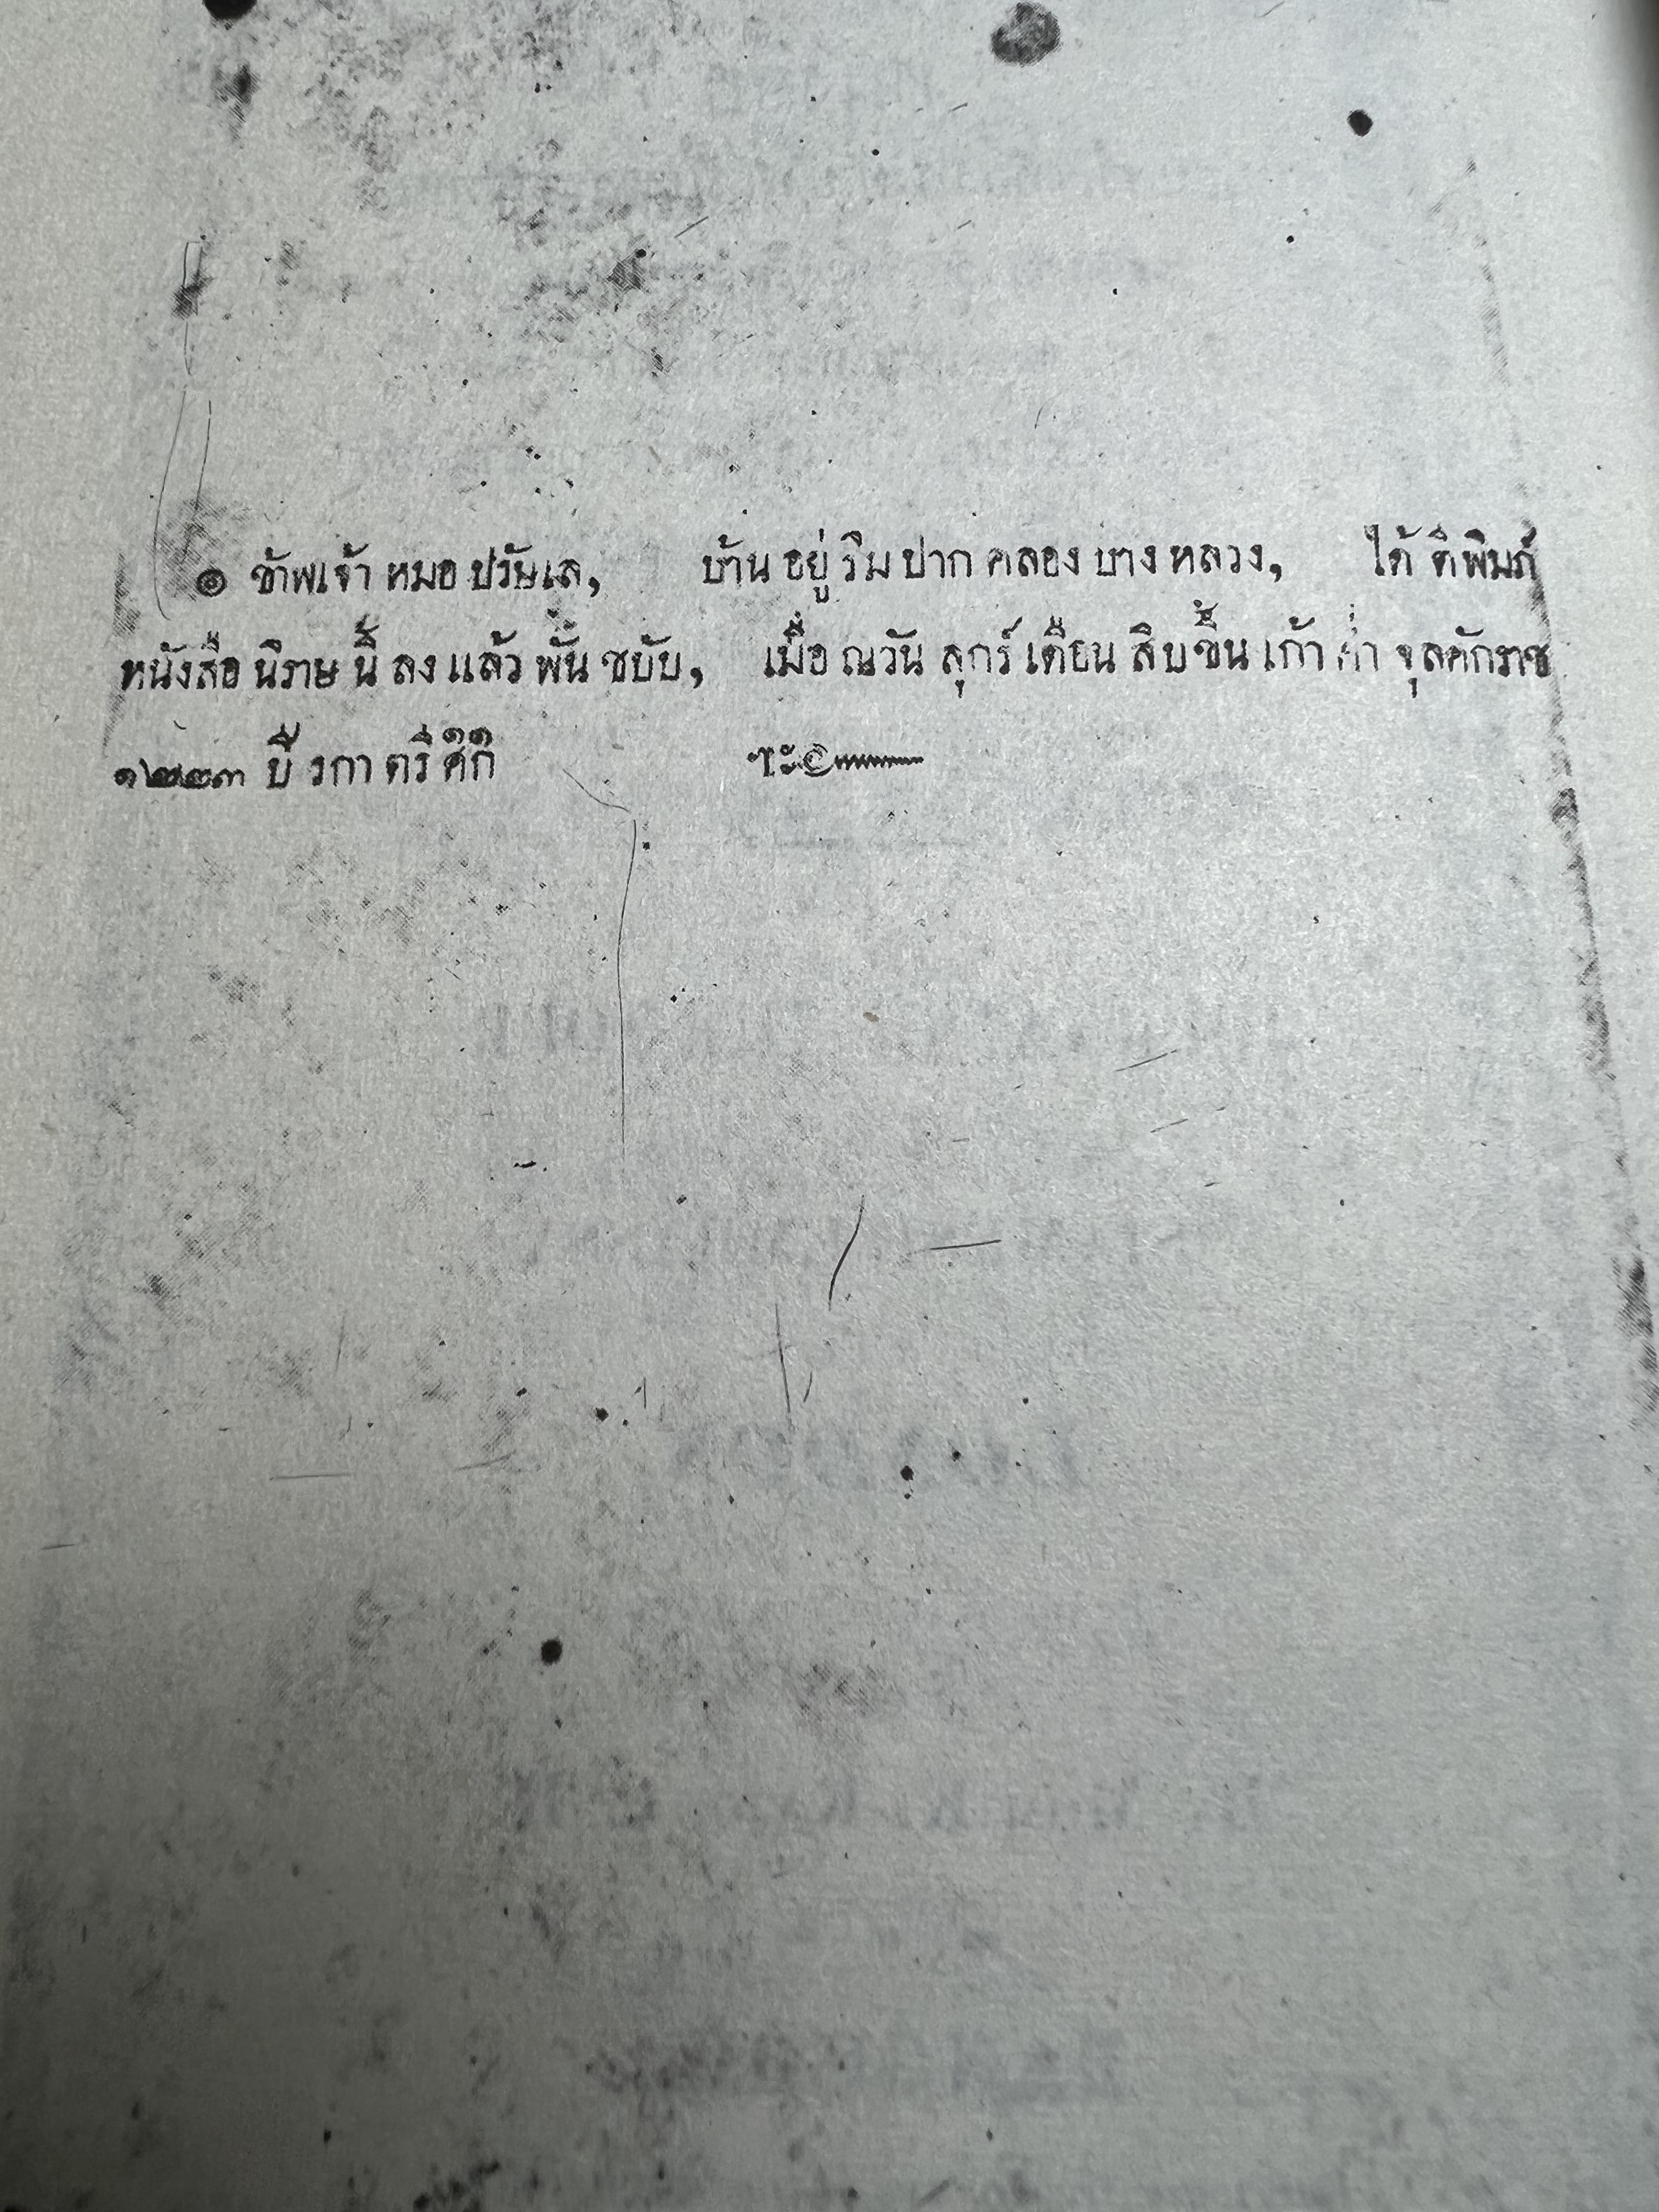 ๏ ข้าพเจ้า หมอ ปรัษเล, บ้าน อยู่ ริม ปาก คลอง บาง หลวง, ได้ ตีพิมภ์
หนังสือ นิราษ นี้ ลง แล้ว พั้น ฃบับ, เมื่อ ณวัน สุกร์ เดือน สิบ ขึ้น เก้า ค่ำ จุลศักราช
๑๒๒๓ ปี รกา ตรีศ๊ก ฯะ๛